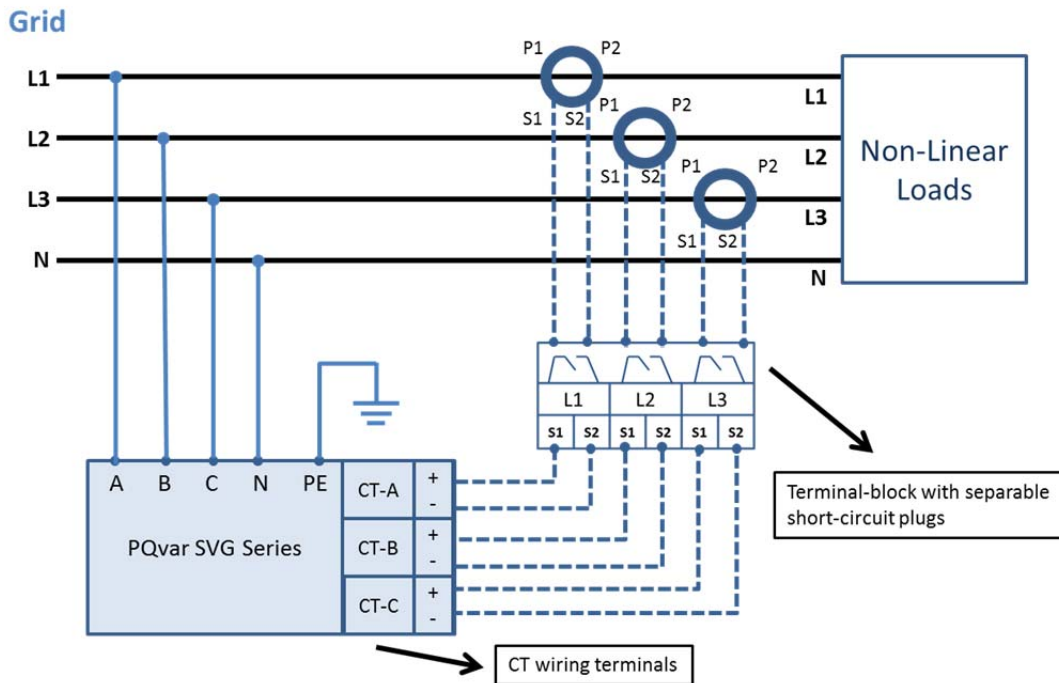 Grid
P1 P2
L1 L1
S1 S2 P1 P2
L2 L2
S1 S2 P1 P2
L3 L3
S1 S2
N N
Non-Linear
Loads
L1 L2 L3
S1 S2 S1 S2 S1 S2
A B C N PE
CT-A + -
CT-B + -
CT-C + -
PQvar SVG Series
Terminal-block with separable
short-circuit plugs
CT wiring terminals